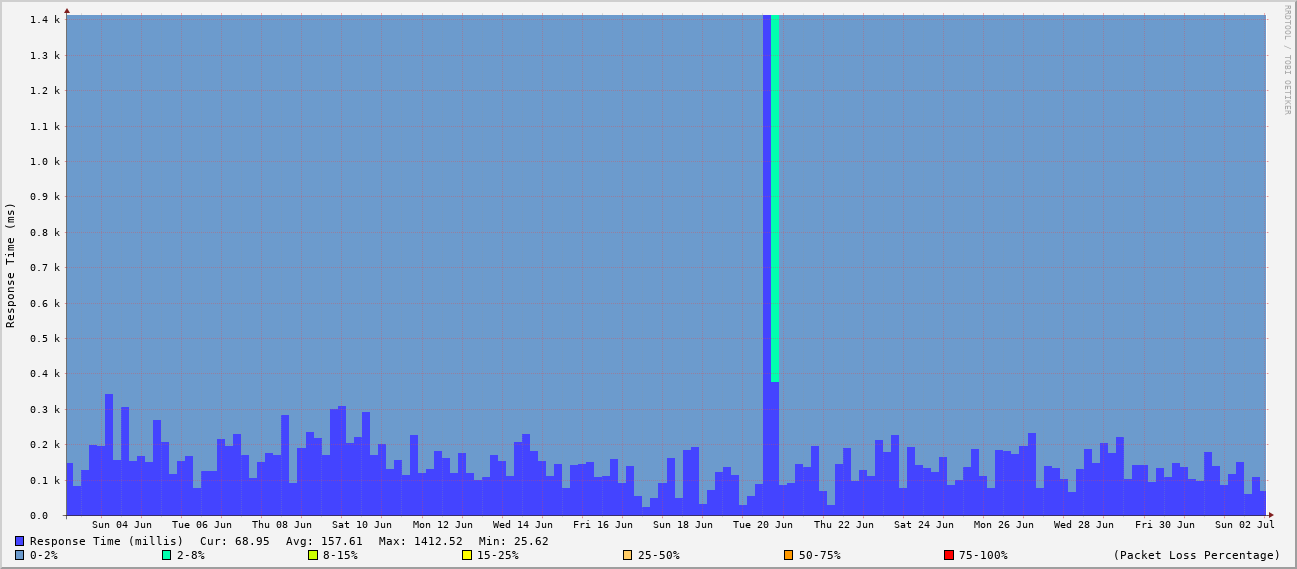 1.4 k
1.3 k
1.2 k
1.1 k
1.0 k
0.9 k
0.8 k
0.7 k
0.6 k
0.5 k
0.4 k
0.3 k
0.2 k
0.1 k
0.0
Response Time (ms)
RRDTOOL / TOBI OETIKER
Sun 04 Jun Tue 06 Jun Thu 08 Jun Sat 10 Jun Mon 12 Jun Wed 14 Jun Fri 16 Jun Sun 18 Jun Tue 20 Jun Thu 22 Jun Sat 24 Jun Mon 26 Jun Wed 28 Jun Fri 30 Jun Sun 02 Jul
Response Time (millis) Cur: 68.95 Avg: 157.61 Max: 1412.52 Min: 25.62
0-2% 2-8% 8-15% 15-25% 25-50% 50-75% 75-100% (Packet Loss Percentage)